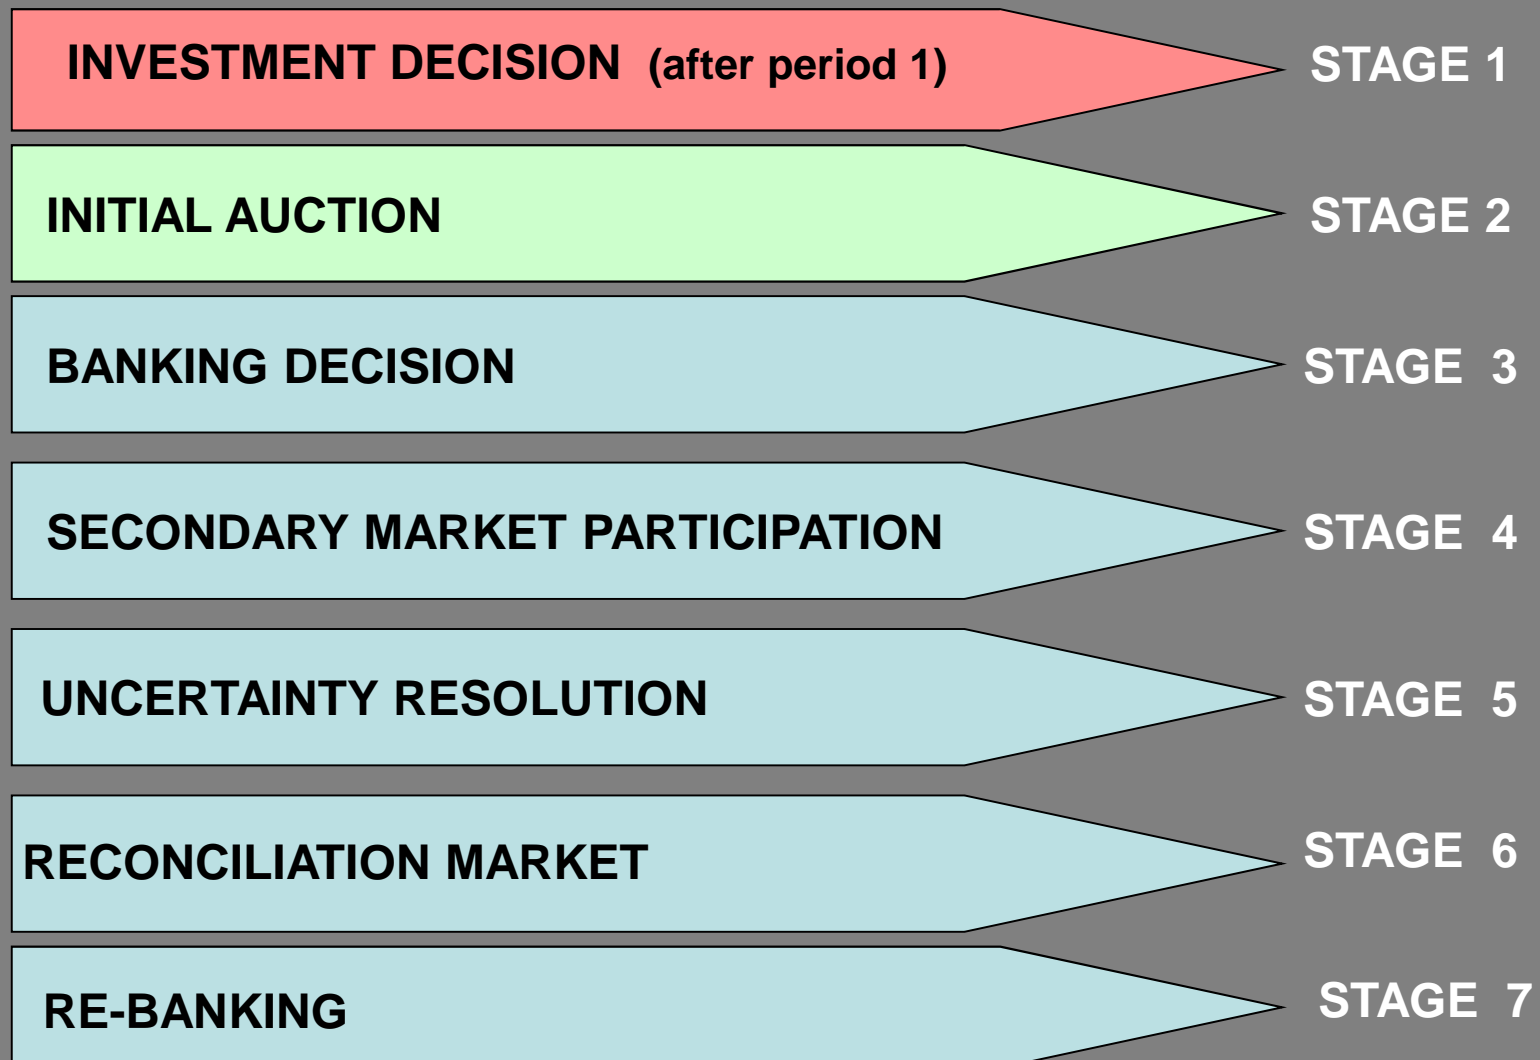 INVESTMENT DECISION (after period 1) STAGE 1
INITIAL AUCTION STAGE 2
BANKING DECISION STAGE 3
SECONDARY MARKET PARTICIPATION STAGE 4
UNCERTAINTY RESOLUTION STAGE 5
RECONCILIATION MARKET STAGE 6
RE-BANKING STAGE 7